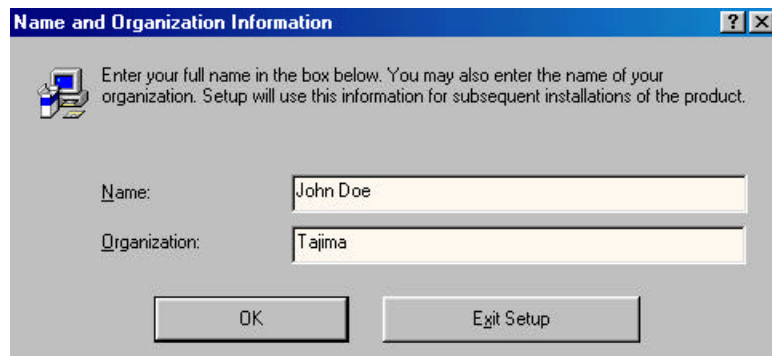 Name and Organization Information
Enter your full name in the box below. You may also enter the name of your
organization. Setup will use this information for subsequent installations of the product.
Name:
John Doe
Organization:
Tajima
OK
Exit Setup